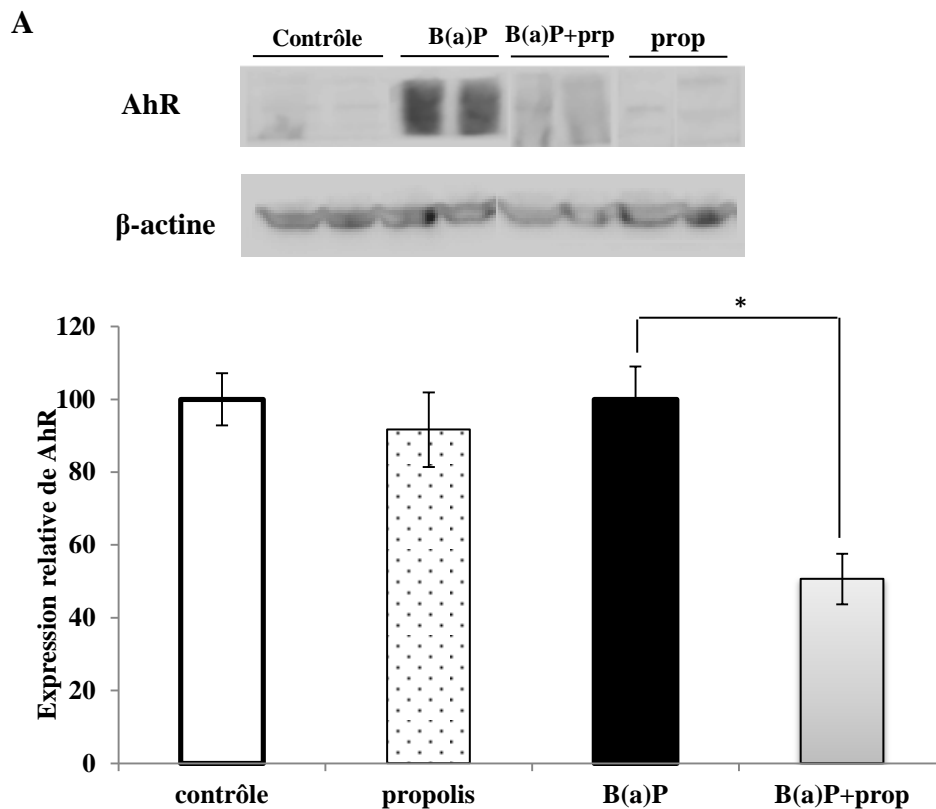 A
Contrôle B(a)P B(a)P+prp prop
AhR
β-actine
*
120
100
80
60
40
20
0
Expression relative de AhR
contrôle propolis B(a)P B(a)P+prop